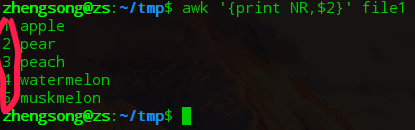 zhengsong@zs:~/tmp$ awk '{print NR,$2}' file1
1 apple
2 pear
3 peach
4 watermelon
5 muskmelon
zhengsong@zs:~/tmp$